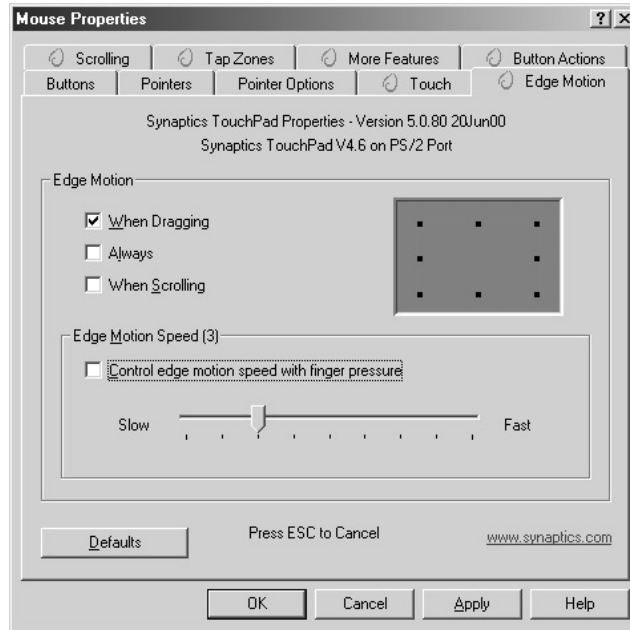 Mouse Properties
Scrolling Tap Zones More Features Button Actions
Buttons Pointers Pointer Options Touch Edge Motion
Synaptics TouchPad Properties - Version 5.0.80 20Jun00
Synaptics TouchPad V4.6 on PS/2 Port
Edge Motion
When Dragging
Always
When Scrolling
Edge Motion Speed (3)
Control edge motion speed with finger pressure
Slow Fast
Defaults Press ESC to Cancel www.synaptics.com
OK Cancel Apply Help